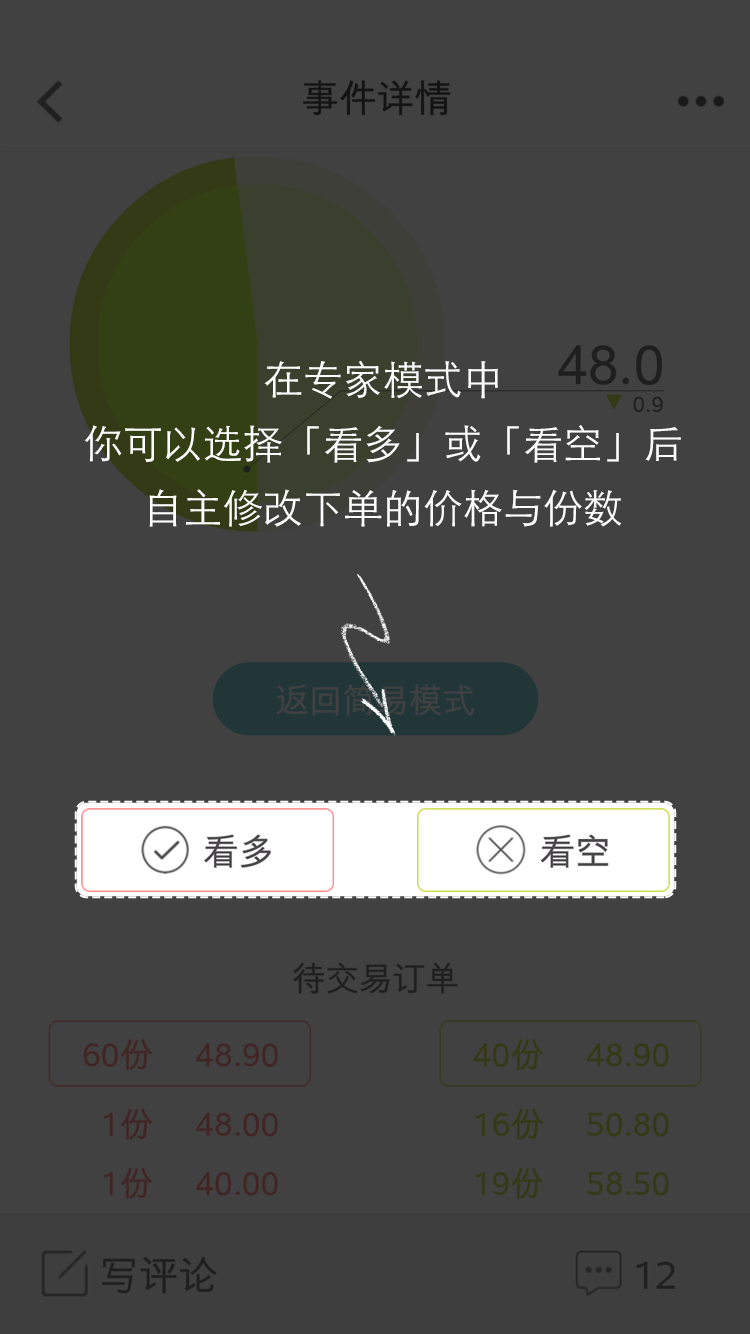 事件详情
48.0
0.9
在专家模式中
你可以选择「看多」或「看空」后
自主修改下单的价格与份数
返回简易模式
看多 看空
待交易订单
60份 48.90 40份 48.90
1份 48.00 16份 50.80
1份 40.00 19份 58.50
写评论 12